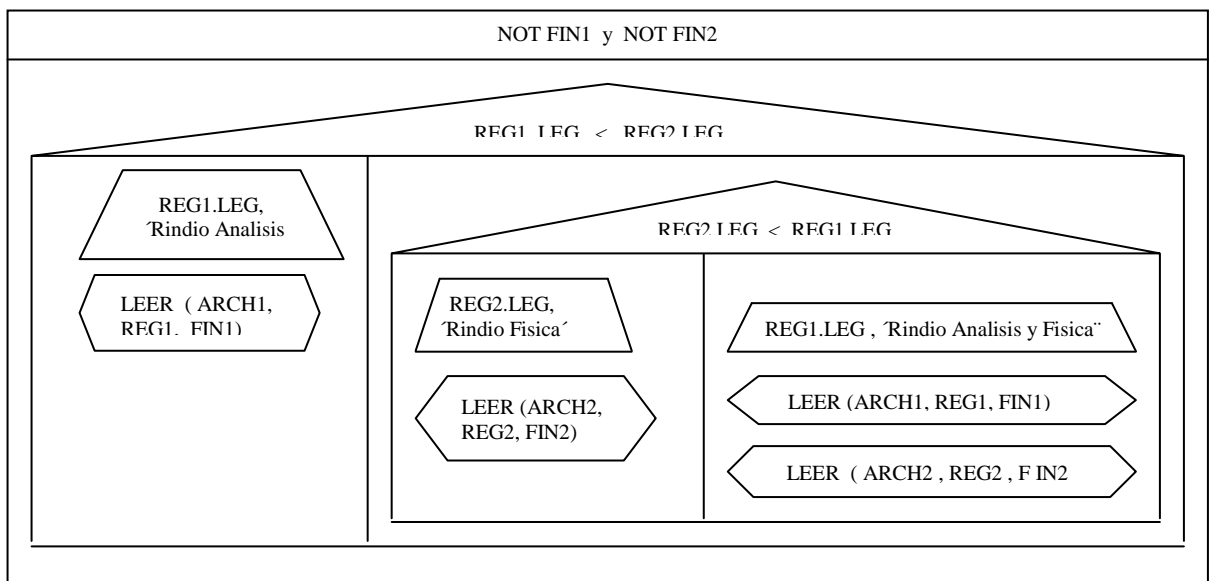 NOT FIN1 y NOT FIN2
REG1.LEG < REG2.LEG
REG1.LEG,
´Rindio Analisis
LEER ( ARCH1,
REG1, FIN1)
REG2.LEG < REG1.LEG
REG2.LEG,
´Rindio Fisica´
LEER (ARCH2,
REG2, FIN2)
REG1.LEG , ´Rindio Analisis y Fisica¨
LEER (ARCH1, REG1, FIN1)
LEER ( ARCH2 , REG2 , F IN2